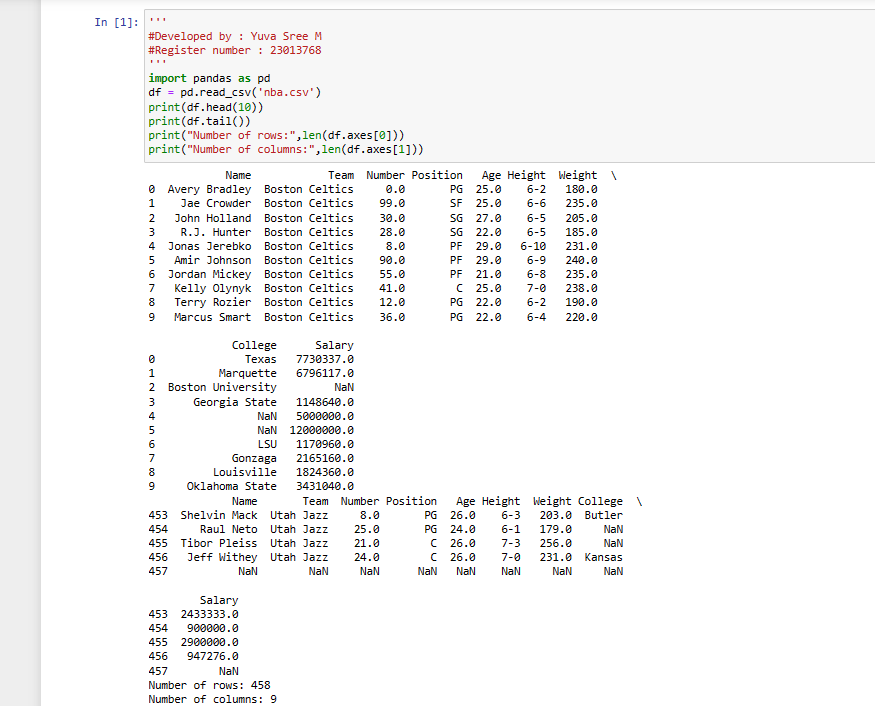 In [1]: '''
#Developed by : Yuva Sree M
#Register number : 23013768
'''
import pandas as pd
df = pd.read_csv('nba.csv')
print(df.head(10))
print(df.tail())
print("Number of rows:",len(df.axes[0]))
print("Number of columns:",len(df.axes[1]))
Name Team Number Position Age Height Weight \
0 Avery Bradley Boston Celtics 0.0 PG 25.0 6-2 180.0
1 Jae Crowder Boston Celtics 99.0 SF 25.0 6-6 235.0
2 John Holland Boston Celtics 30.0 SG 27.0 6-5 205.0
3 R.J. Hunter Boston Celtics 28.0 SG 22.0 6-5 185.0
4 Jonas Jerebko Boston Celtics 8.0 PF 29.0 6-10 231.0
5 Amir Johnson Boston Celtics 90.0 PF 29.0 6-9 240.0
6 Jordan Mickey Boston Celtics 55.0 PF 21.0 6-8 235.0
7 Kelly Olynyk Boston Celtics 41.0 C 25.0 7-0 238.0
8 Terry Rozier Boston Celtics 12.0 PG 22.0 6-2 190.0
9 Marcus Smart Boston Celtics 36.0 PG 22.0 6-4 220.0
College Salary
0 Texas 7730337.0
1 Marquette 6796117.0
2 Boston University NaN
3 Georgia State 1148640.0
4 NaN 5000000.0
5 NaN 12000000.0
6 LSU 1170960.0
7 Gonzaga 2165160.0
8 Louisville 1824360.0
9 Oklahoma State 3431040.0
Name Team Number Position Age Height Weight College \
453 Shelvin Mack Utah Jazz 8.0 PG 26.0 6-3 203.0 Butler
454 Raul Neto Utah Jazz 25.0 PG 24.0 6-1 179.0 NaN
455 Tibor Pleiss Utah Jazz 21.0 C 26.0 7-3 256.0 NaN
456 Jeff Withey Utah Jazz 24.0 C 26.0 7-0 231.0 Kansas
457 NaN NaN NaN NaN NaN NaN NaN NaN
Salary
453 2433333.0
454 900000.0
455 2900000.0
456 947276.0
457 NaN
Number of rows: 458
Number of columns: 9